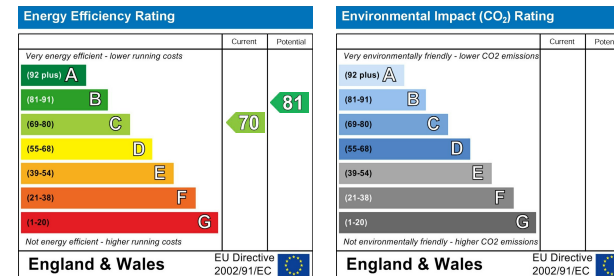 Energy Efficiency Rating
Current Potential
Very energy efficient - lower running costs
(92 plus) A
(81-91) B
(69-80) C
(55-68) D
(39-54) E
(21-38) F
(1-20) G
70
81
Not energy efficient - higher running costs
England & Wales
EU Directive
2002/91/EC
Environmental Impact (CO₂) Rating
Current Poten
Very environmentally friendly - lower CO2 emissions
(92 plus) A
(81-91) B
(69-80) C
(55-68) D
(39-54) E
(21-38) F
(1-20) G
Not environmentally friendly - higher CO2 emissions
England & Wales
EU Directive
2002/91/EC